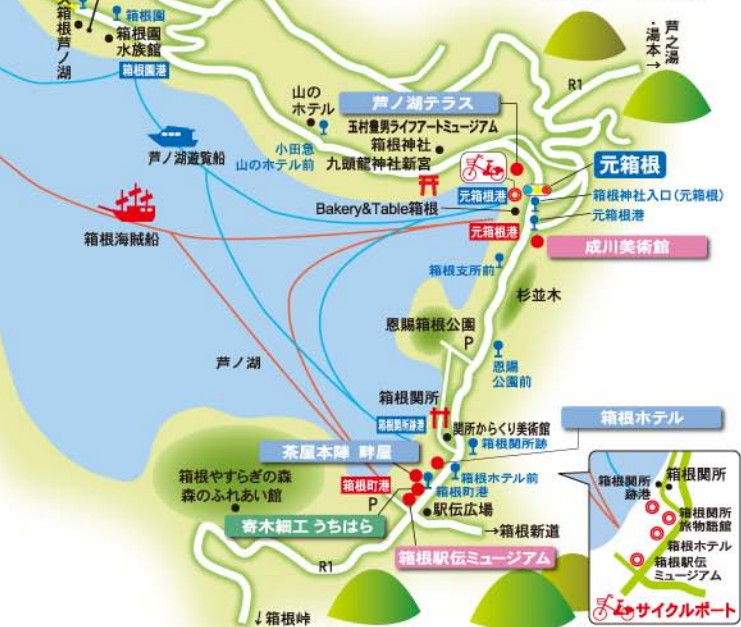 箱根芦ノ湖
箱根園
箱根園
水族館
箱根園港
山の
ホテル
小田急
山のホテル前
芦ノ湖テラス
玉村豊男ライフアートミュージアム
箱根神社
九頭龍神社新宮
R1
芦之湯
・湯本→
芦ノ湖遊覧船
元箱根
元箱根港
箱根神社入口(元箱根)
元箱根港
Bakery&Table箱根
元箱根港
成川美術館
箱根海賊船
箱根支所前
杉並木
恩賜箱根公園
P
恩賜
公園前
芦ノ湖
箱根関所
箱根関所跡港
関所からくり美術館
箱根関所跡
箱根ホテル
茶屋本陣 畔屋
箱根ホテル前
箱根町港
箱根町港
P
箱根やすらぎの森
森のふれあい館
駅伝広場
寄木細工 うちはら
→箱根新道
箱根駅伝ミュージアム
R1
↓箱根峠
箱根関所
跡港
箱根関所
箱根関所
旅物語館
箱根ホテル
箱根駅伝
ミュージアム
サイクルポート